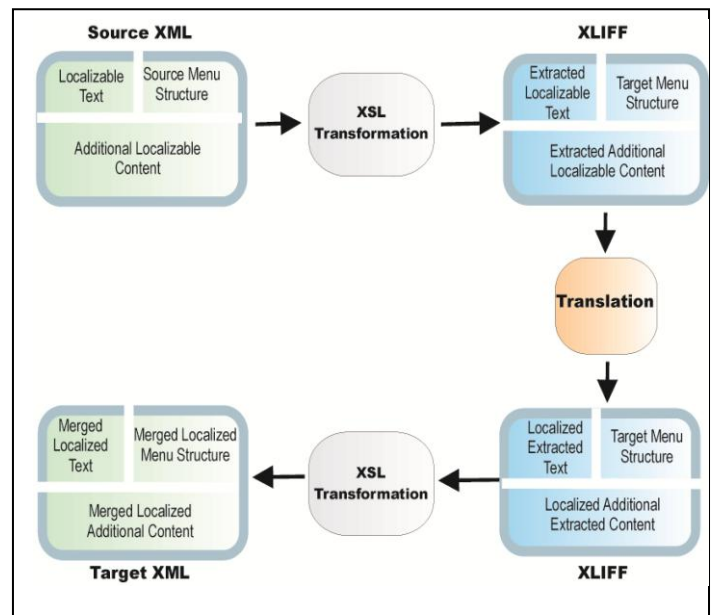 Source XML
Localizable
Text
Source Menu
Structure
Additional Localizable
Content
XSL
Transformation
XLIFF
Extracted
Localizable
Text
Target Menu
Structure
Extracted Additional
Localizable Content
Translation
Localized
Extracted
Text
Target Menu
Structure
Localized Additional
Extracted Content
XLIFF
XSL
Transformation
Merged
Localized
Text
Merged Localized
Menu Structure
Merged Localized
Additional Content
Target XML